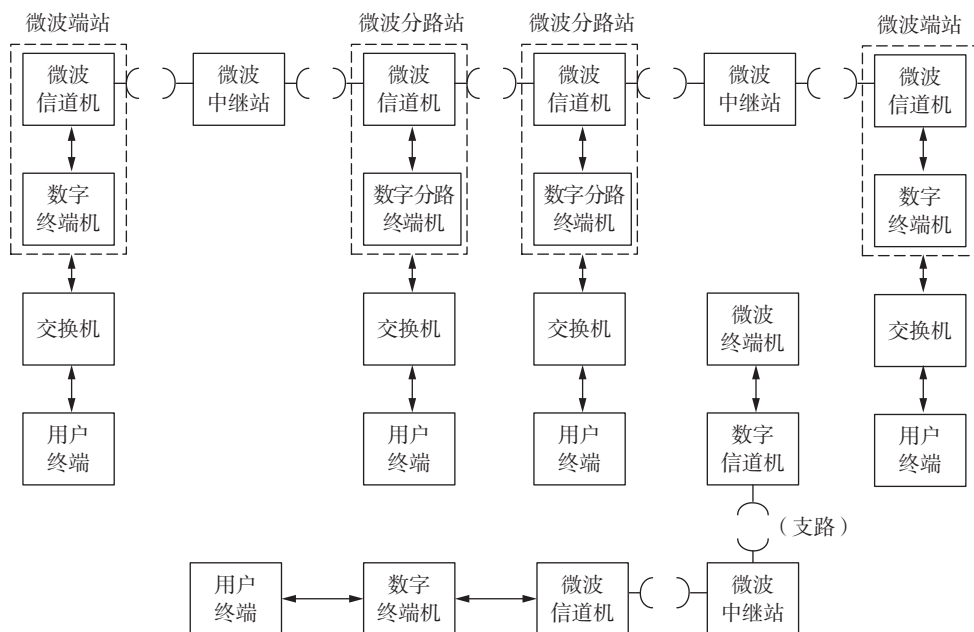 微波端站
微波分路站
微波分路站
微波端站
微波
信道机
微波
中继站
微波
信道机
微波
信道机
微波
中继站
微波
信道机
数字
终端机
数字分路
终端机
数字分路
终端机
数字
终端机
交换机
交换机
交换机
微波
终端机
交换机
用户
终端
用户
终端
用户
终端
数字
信道机
用户
终端
（支路）
用户
终端
数字
终端机
微波
信道机
微波
中继站